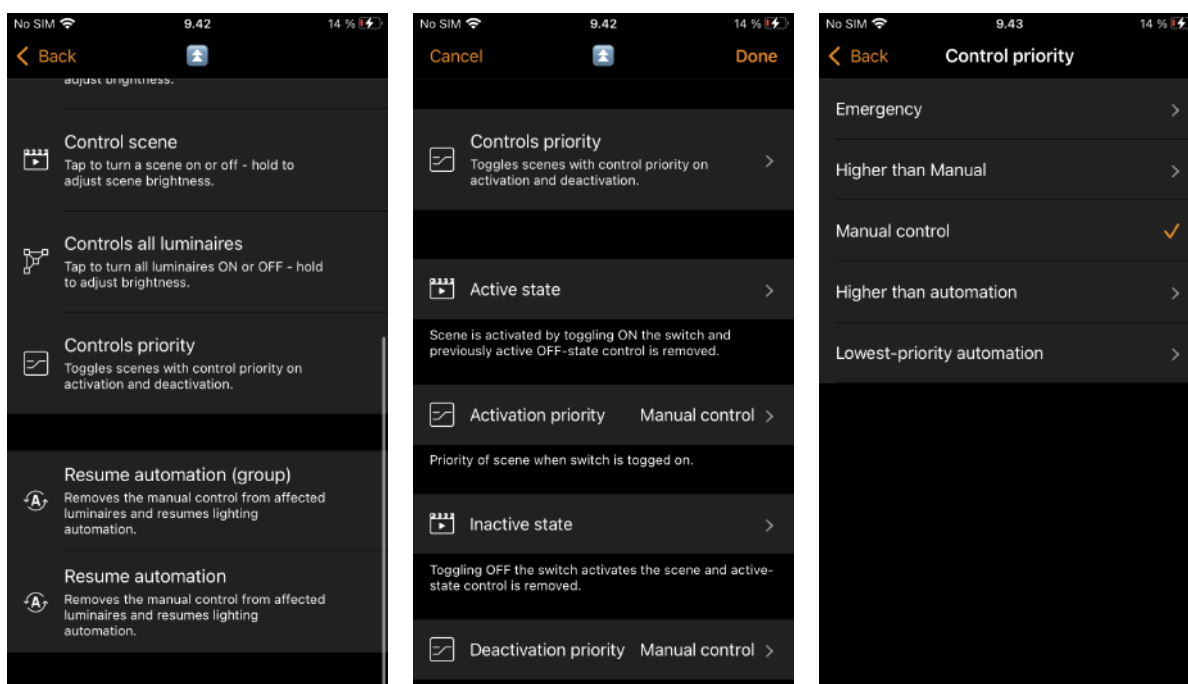 No SIM 9.42 14 %
Back
adjust brightness.
Control scene
Tap to turn a scene on or off - hold to
adjust scene brightness.
Controls all luminaires
Tap to turn all luminaires ON or OFF - hold
to adjust brightness.
Controls priority
Toggles scenes with control priority on
activation and deactivation.
Resume automation (group)
Removes the manual control from affected
luminaires and resumes lighting
automation.
Resume automation
Removes the manual control from affected
luminaires and resumes lighting
automation.
No SIM 9.42 14 %
Cancel Done
Controls priority
Toggles scenes with control priority on
activation and deactivation.
Active state
Scene is activated by toggling ON the switch and
previously active OFF-state control is removed.
Activation priority Manual control
Priority of scene when switch is togged on.
Inactive state
Toggling OFF the switch activates the scene and active-
state control is removed.
Deactivation priority Manual control
No SIM 9.43 14 %
Back Control priority
Emergency
Higher than Manual
Manual control
Higher than automation
Lowest-priority automation